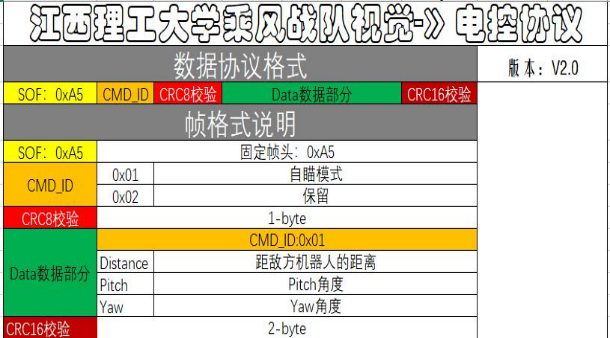 江西理工大学乘风战队视觉-》电控协议
数据协议格式
版本：V2.0
SOF：0xA5 CMD_ID CRC8校验 Data数据部分 CRC16校验
帧格式说明
SOF：0xA5 固定帧头：0xA5
CMD_ID
0x01 自瞄模式
0x02 保留
CRC8校验 1-byte
Data数据部分
CMD_ID:0x01
Distance 距敌方机器人的距离
Pitch Pitch角度
Yaw Yaw角度
CRC16校验 2-byte